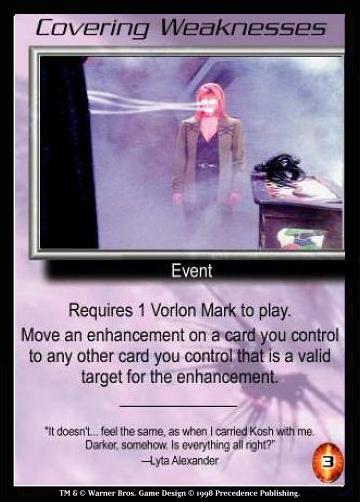 Covering Weaknesses
Event
Requires 1 Vorlon Mark to play.
Move an enhancement on a card you control
to any other card you control that is a valid
target for the enhancement.
"It doesn't... feel the same, as when I carried Kosh with me.
Darker, somehow. Is everything all right?"
—Lyta Alexander
3
TM & © Warner Bros. Game Design © 1998 Precedence Publishing.